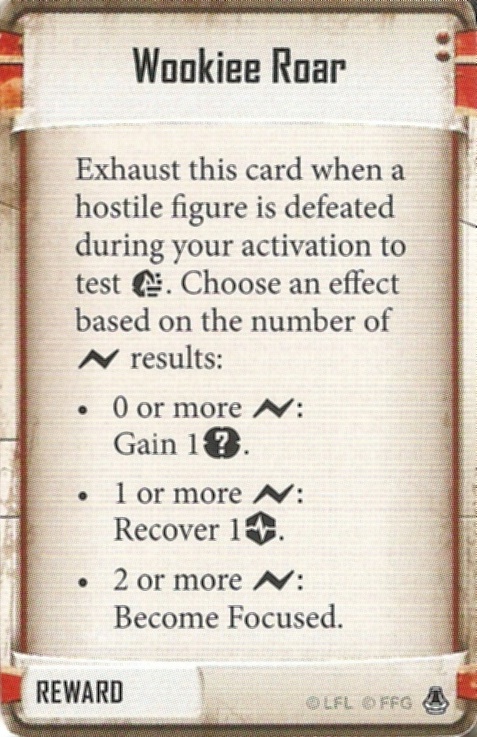 Wookiee Roar
Exhaust this card when a
hostile figure is defeated
during your activation to
test . Choose an effect
based on the number of
results:
• 0 or more :
Gain 1 ?.
• 1 or more :
Recover 1 .
• 2 or more :
Become Focused.
REWARD
© LFL © FFG